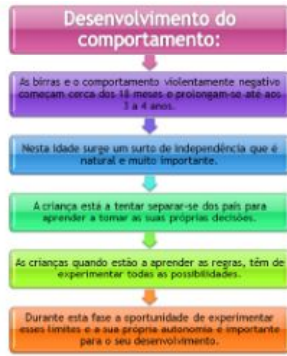 Desenvolvimento do
comportamento:
As birras e o comportamento violentamente negativo
começam cerca dos 18 meses o prolongam-se até aos
3 a 4 anos.
Nesta idade surge um surto de independência que é
natural e muito importante.
A criança está a tentar separar-se dos pais para
aprender a tomar as suas próprias decisões.
As crianças quando estão a aprender as regras, têm de
experimentar todas as possibilidades.
Durante esta fase a oportunidade de experimentar
esses limites e a sua própria autonomia é importante
para o seu desenvolvimento.